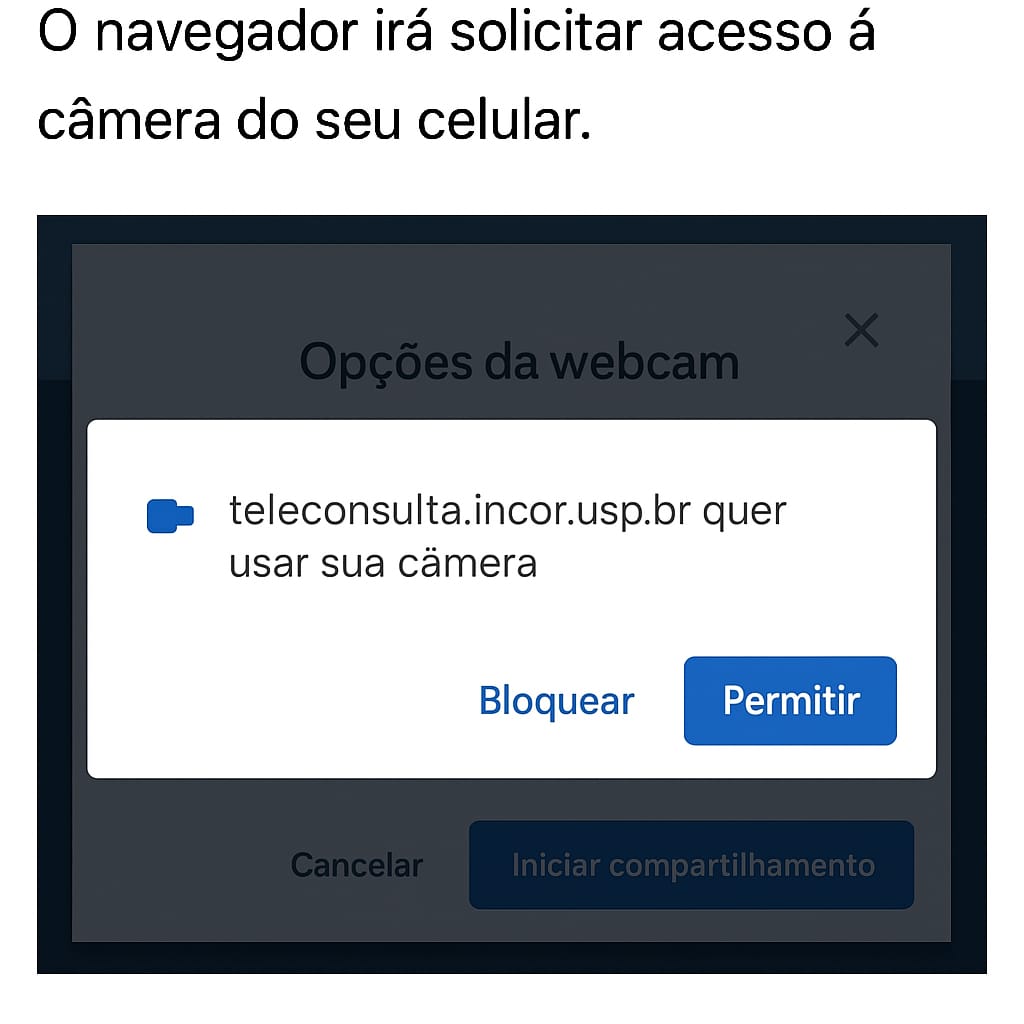 O navegador irá solicitar acesso á
câmera do seu celular.
Opções da webcam
teleconsulta.incor.usp.br quer
usar sua cämera
Bloquear Permitir
Cancelar Iniciar compartilhamento